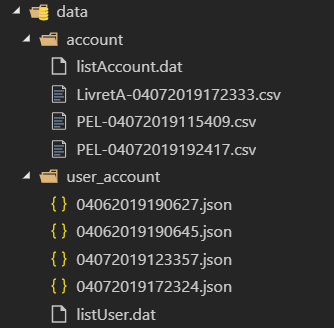 data
account
listAccount.dat
LivretA-04072019172333.csv
PEL-04072019115409.csv
PEL-04072019192417.csv
user_account
{ } 04062019190627.json
{ } 04062019190645.json
{ } 04072019123357.json
{ } 04072019172324.json
listUser.dat